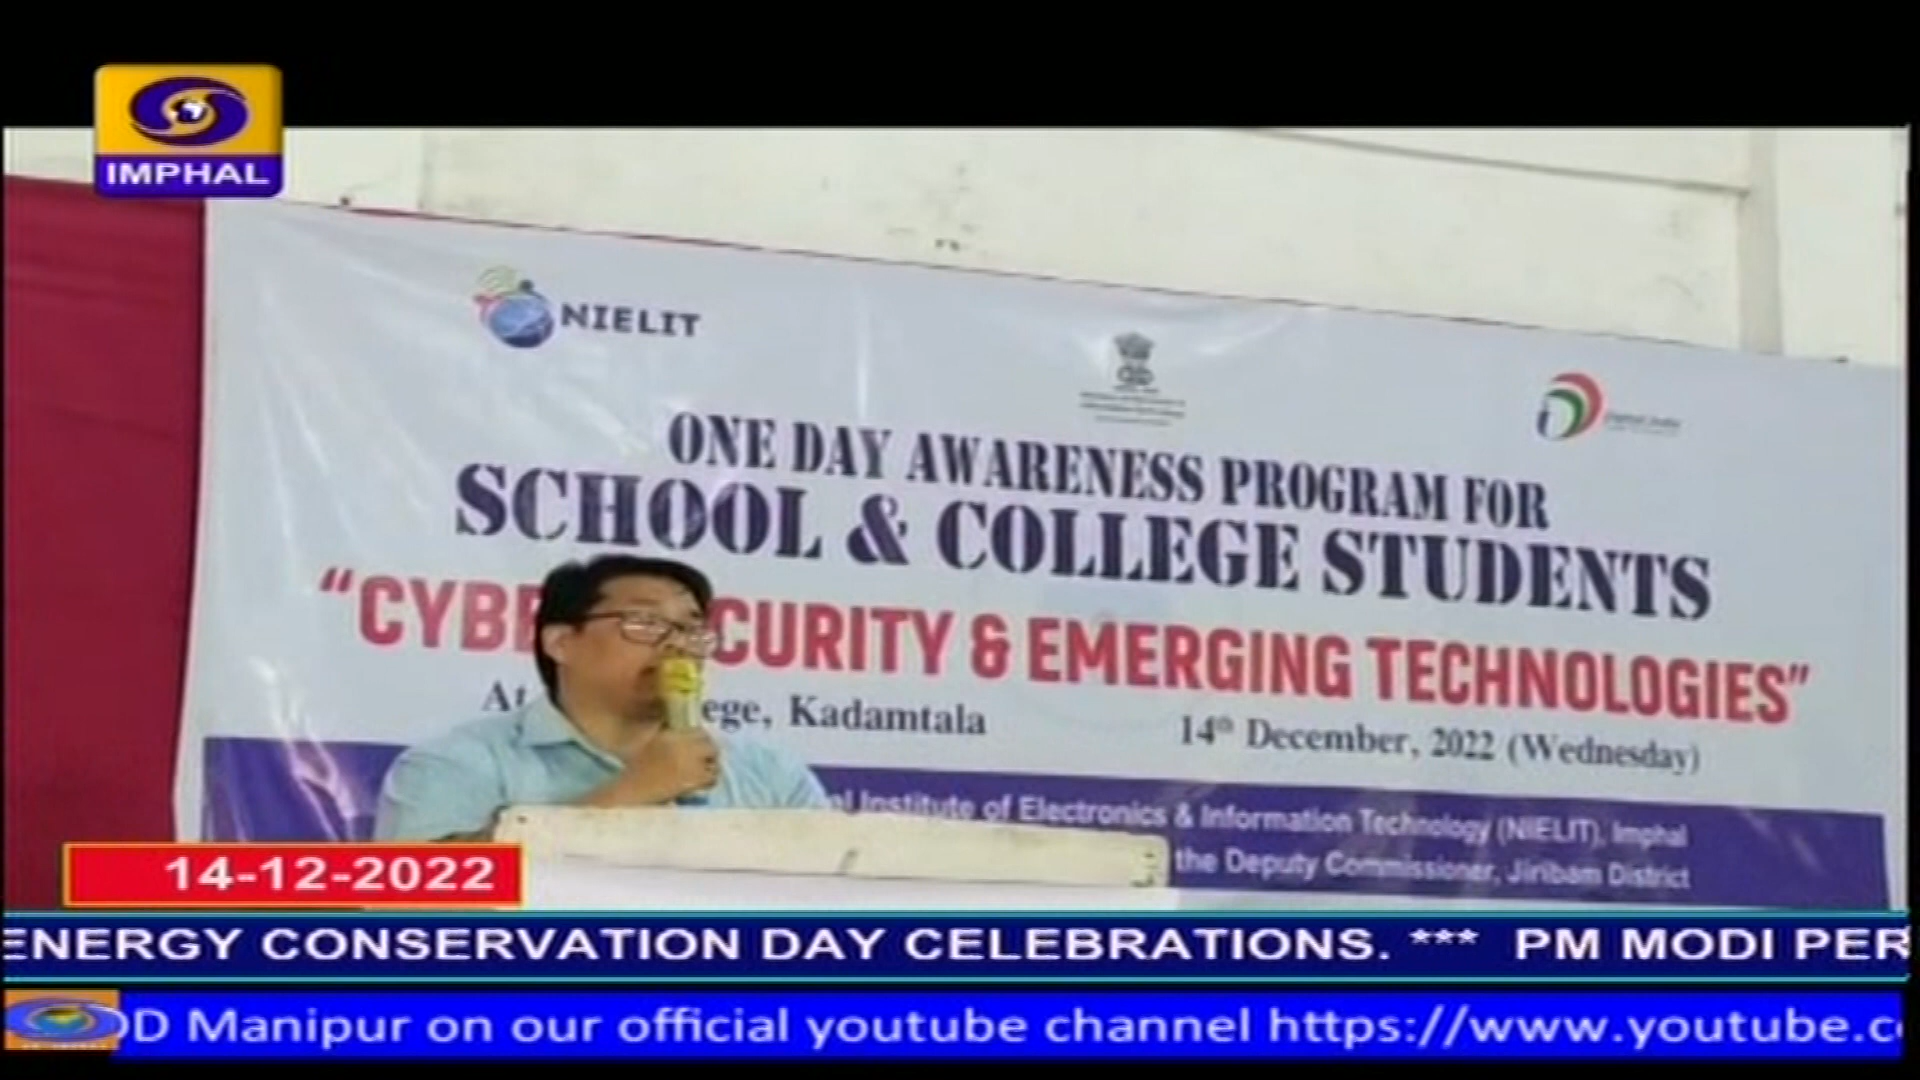 IMPHAL
NIELIT
ONE DAY AWARENESS PROGRAM FOR
SCHOOL & COLLEGE STUDENTS
“CYBE CURITY & EMERGING TECHNOLOGIES”
At ege, Kadamtala 14th December, 2022 (Wednesday)
al Institute of Electronics & Information Technology (NIELIT), Imphal
the Deputy Commissioner, Jiribam District
14-12-2022
ENERGY CONSERVATION DAY CELEBRATIONS. *** PM MODI PER
DD Manipur on our official youtube channel https://www.youtube.c